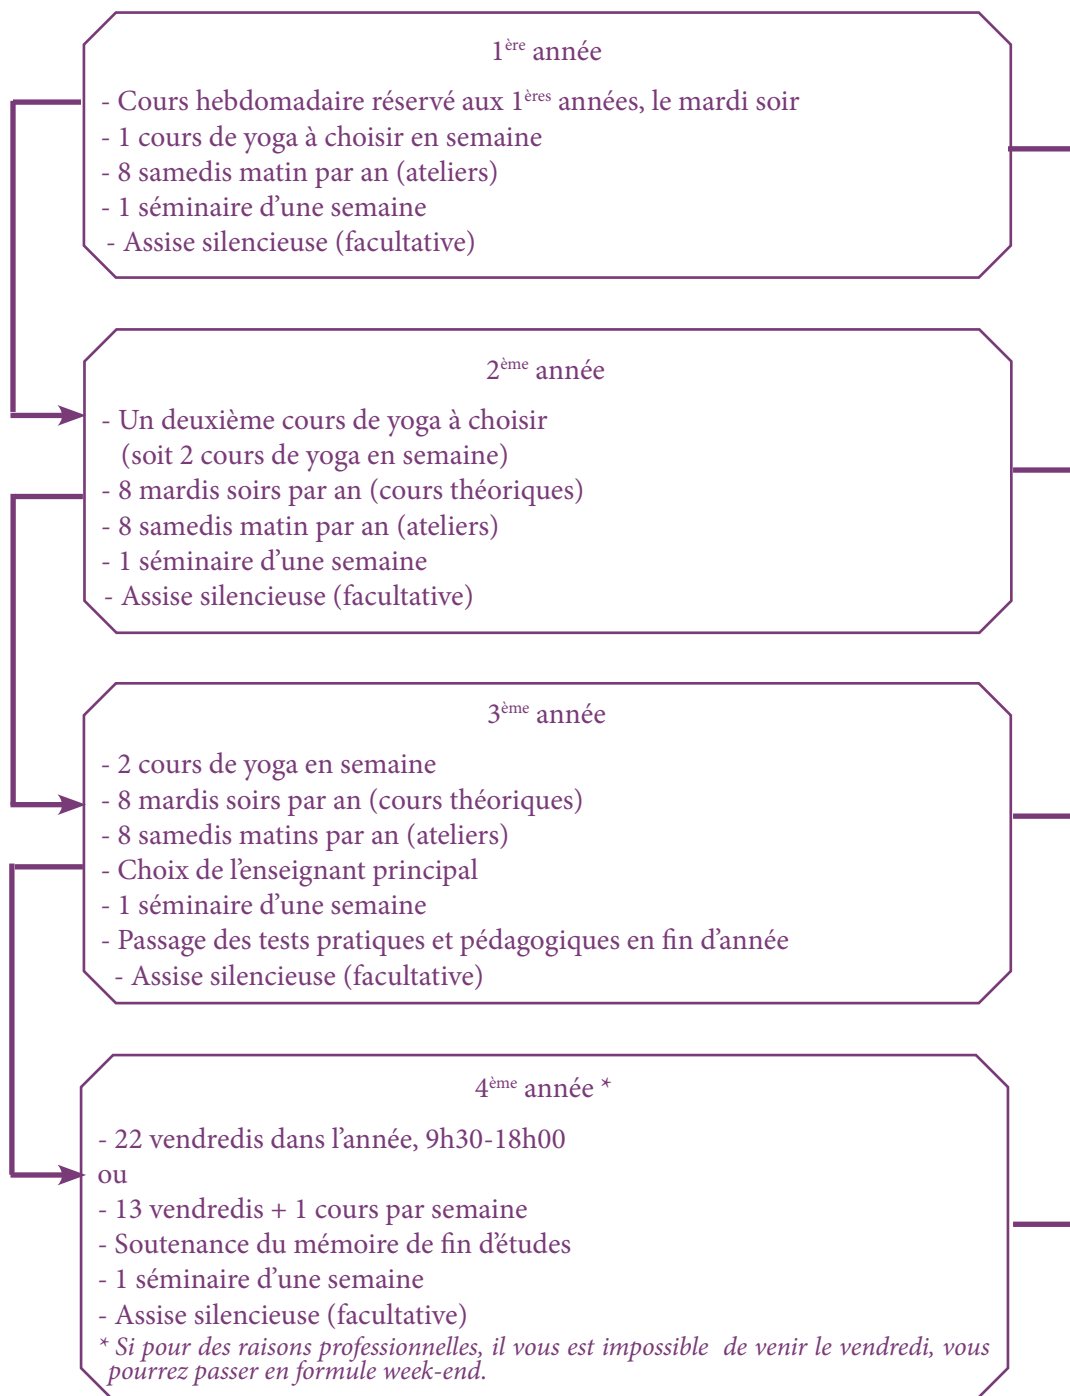 1ère année
- Cours hebdomadaire réservé aux 1ères années, le mardi soir
- 1 cours de yoga à choisir en semaine
- 8 samedis matin par an (ateliers)
- 1 séminaire d’une semaine
- Assise silencieuse (facultative)
2ème année
- Un deuxième cours de yoga à choisir
(soit 2 cours de yoga en semaine)
- 8 mardis soirs par an (cours théoriques)
- 8 samedis matin par an (ateliers)
- 1 séminaire d’une semaine
- Assise silencieuse (facultative)
3ème année
- 2 cours de yoga en semaine
- 8 mardis soirs par an (cours théoriques)
- 8 samedis matins par an (ateliers)
- Choix de l’enseignant principal
- 1 séminaire d’une semaine
- Passage des tests pratiques et pédagogiques en fin d’année
- Assise silencieuse (facultative)
4ème année *
- 22 vendredis dans l’année, 9h30-18h00
ou
- 13 vendredis + 1 cours par semaine
- Soutenance du mémoire de fin d’études
- 1 séminaire d’une semaine
- Assise silencieuse (facultative)
* Si pour des raisons professionnelles, il vous est impossible de venir le vendredi, vous
pourrez passer en formule week-end.